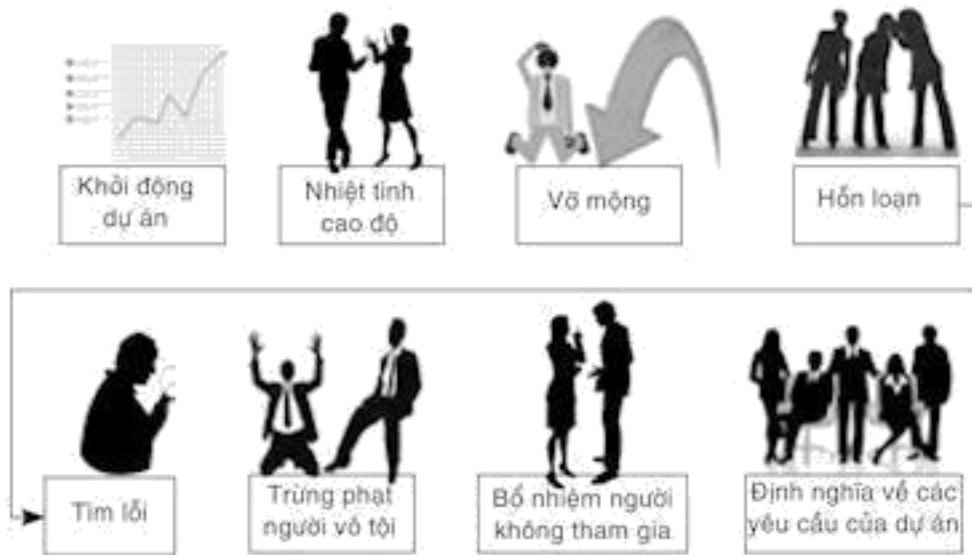 Khởi động
dự án
Nhiệt tình
cao độ
Vỡ mộng
Hỗn loạn
Tìm lỗi
Trừng phạt
người vô tội
Bổ nhiệm người
không tham gia
Định nghĩa về các
yêu cầu của dự án